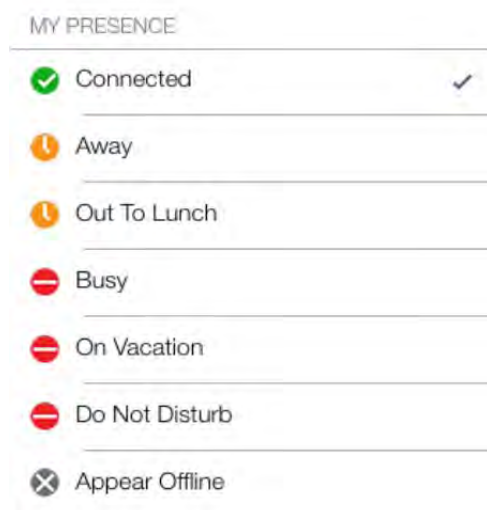 MY PRESENCE
Connected
Away
Out To Lunch
Busy
On Vacation
Do Not Disturb
Appear Offline